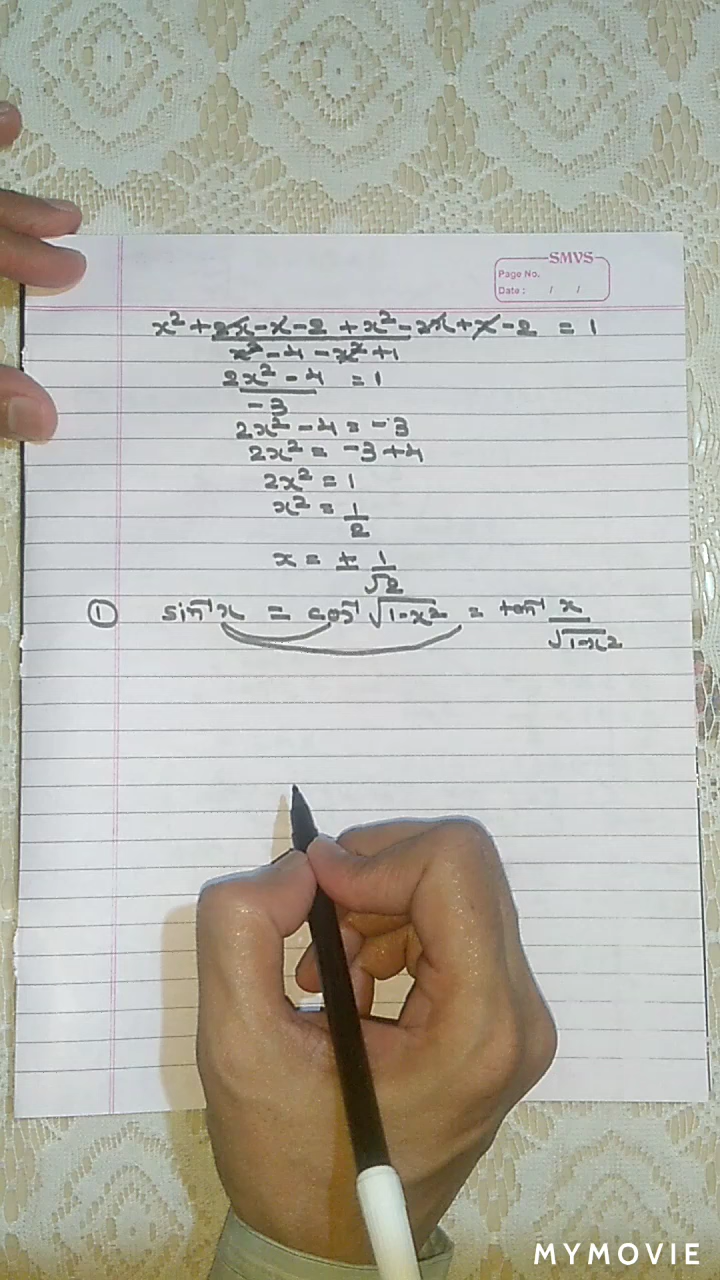 SMVS
Page No.
Date : / /
x² + 2x - x - 2 + x² - 2x + x - 2 = 1
x² - 4 - x² + 1
2x² - 4 = 1
-3
2x² - 4 = -3
2x² = -3 + 4
2x² = 1
x² = 1/2
x = ± 1/√2
① sin⁻¹x = cos⁻¹ √1-x² = tan⁻¹ x/√1-x²
MYMOVIE